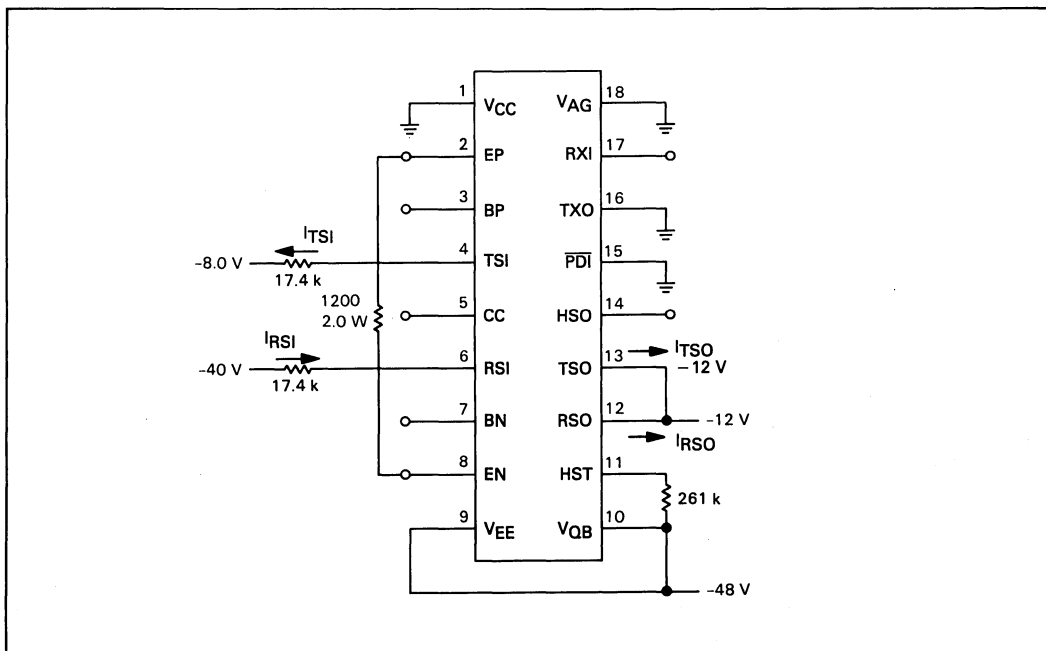 1 VCC VAG 18
2 EP RXI 17
3 BP TXO 16
ITSI
-8.0 V 4 TSI PDI 15
17.4 k
1200
2.0 W
5 CC HSO 14
IRSI ITSO
-40 V 6 RSI TSO 13 -12 V
17.4 k
7 BN RSO 12 -12 V
IRSO
8 EN HST 11
261 k
9 VEE VQB 10
-48 V